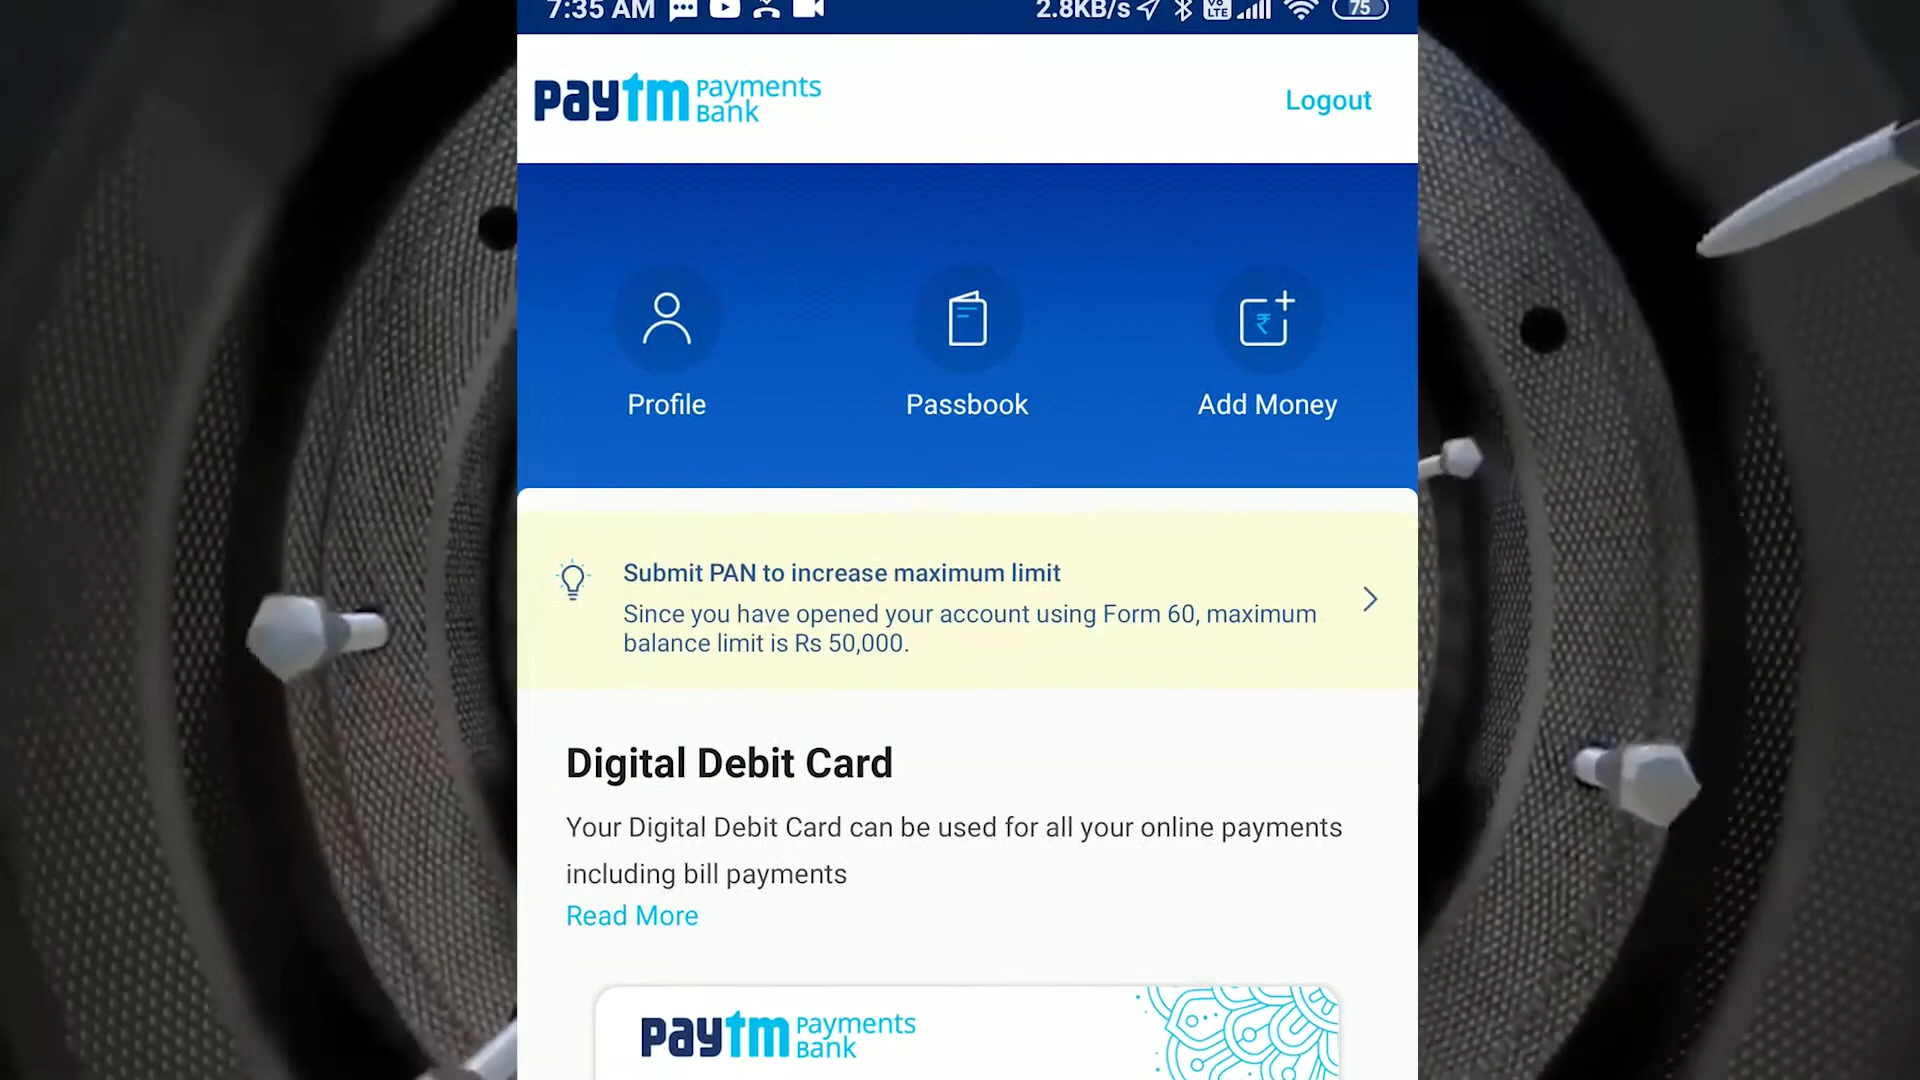 7:35 AM 2.8KB/s Vo LTE 75
paytm Payments Bank
Logout
Profile Passbook Add Money
₹
Submit PAN to increase maximum limit
Since you have opened your account using Form 60, maximum
balance limit is Rs 50,000.
Digital Debit Card
Your Digital Debit Card can be used for all your online payments
including bill payments
Read More
paytm Payments Bank